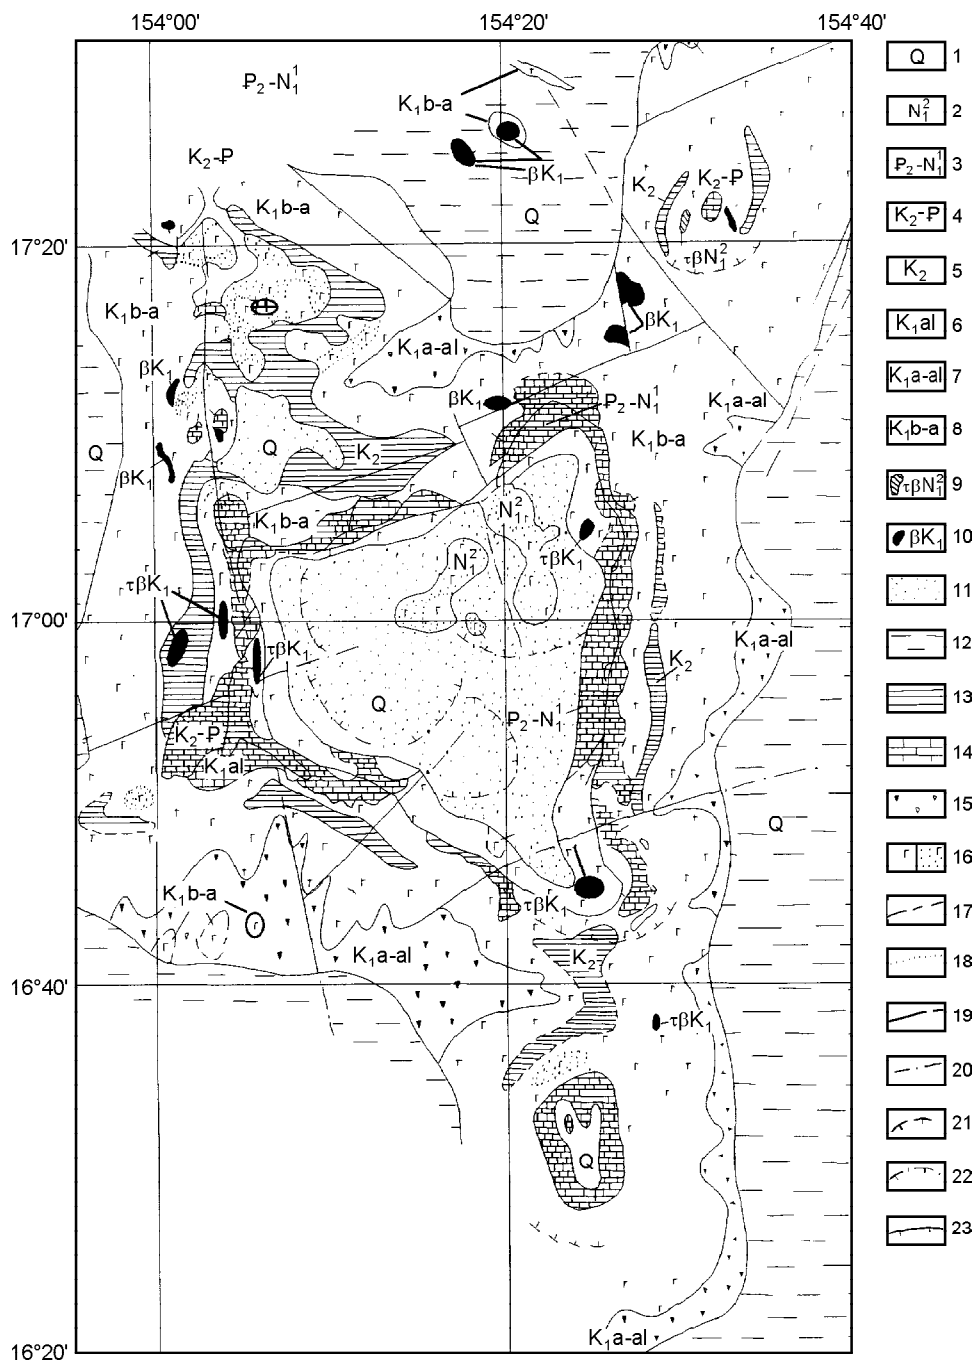 154°00' 154°20' 154°40'
Q 1
P₂-N₁¹
K₁b-a
N₁² 2
K₂-P
βK₁
K₂ K₂-P
P₂-N₁¹ 3
K₁b-a
Q
K₂-P 4
17°20'
τβN₁²
K₂ 5
K₁b-a
βK₁
K₁al 6
K₁a-al
βK₁
K₁a-al 7
βK₁ P₂-N₁¹ K₁a-al
K₁b-a 8
Q Q K₂ K₁b-a
βK₁
τβN₁² 9
K₁b-a N₁²
βK₁ 10
N₁² τβK₁
τβK₁
11
17°00'
K₁a-al
12
τβK₁ K₂
13
Q P₂-N₁¹
K₂-P
14
K₁al
15
Q
16
K₁b-a τβK₁
17
K₁a-al K₂
18
16°40'
τβK₁
19
20
21
Q
22
23
K₁a-al
16°20'